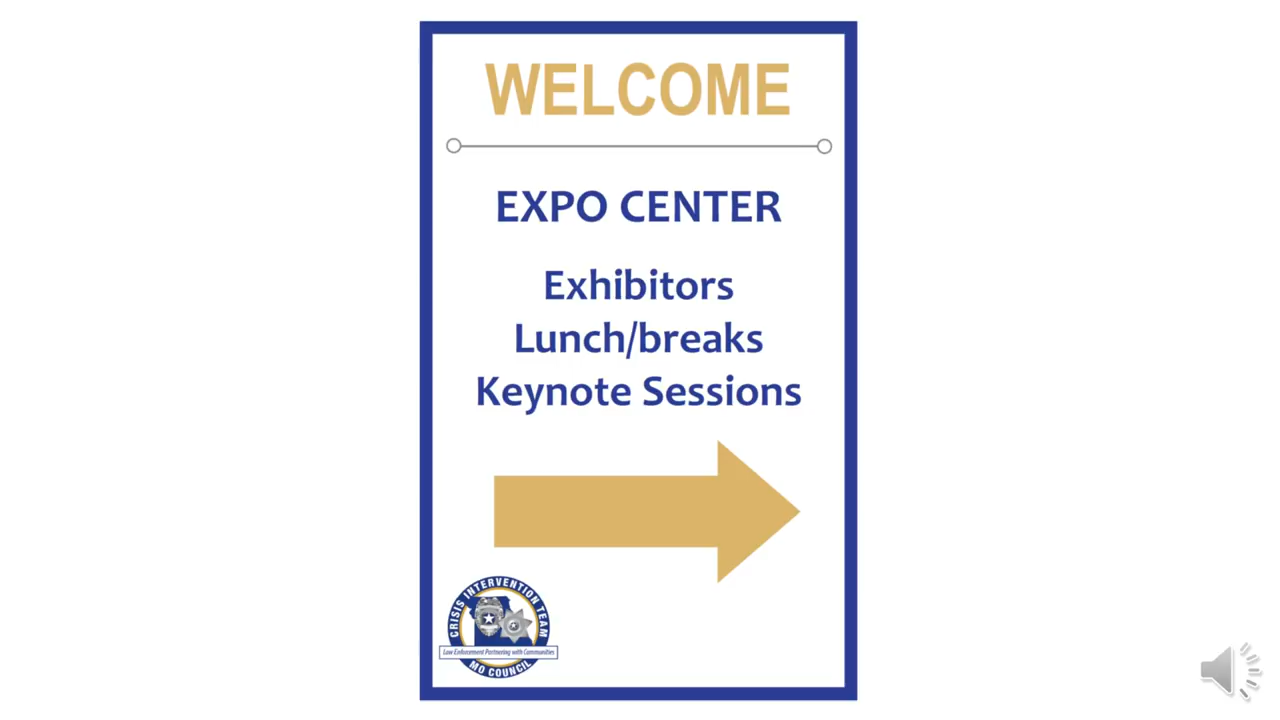 WELCOME
EXPO CENTER
Exhibitors
Lunch/breaks
Keynote Sessions
CRISIS INTERVENTION TEAM
Law Enforcement Partnering with Communities
MO COUNCIL